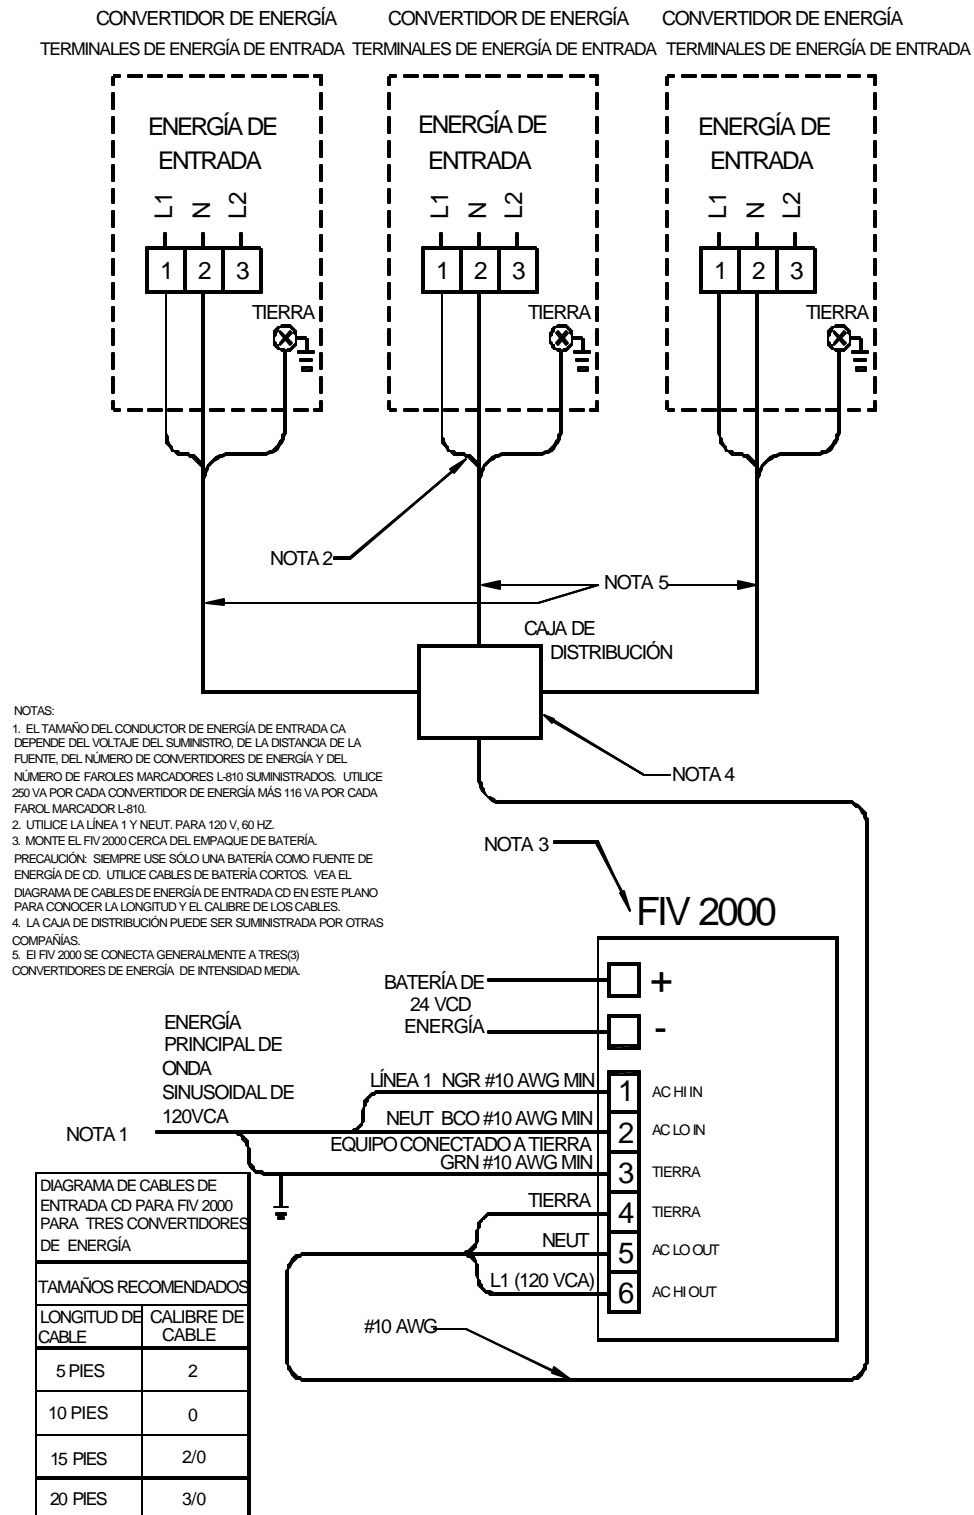 CONVERTIDOR DE ENERGÍA CONVERTIDOR DE ENERGÍA CONVERTIDOR DE ENERGÍA
TERMINALES DE ENERGÍA DE ENTRADA TERMINALES DE ENERGÍA DE ENTRADA TERMINALES DE ENERGÍA DE ENTRADA
ENERGÍA DE
ENTRADA
L1 N L2
1 2 3
TIERRA
ENERGÍA DE
ENTRADA
L1 N L2
1 2 3
TIERRA
ENERGÍA DE
ENTRADA
L1 N L2
1 2 3
TIERRA
NOTA 2
NOTA 5
CAJA DE
DISTRIBUCIÓN
NOTA 4
NOTAS:
1. EL TAMAÑO DEL CONDUCTOR DE ENERGÍA DE ENTRADA CA
DEPENDE DEL VOLTAJE DEL SUMINISTRO, DE LA DISTANCIA DE LA
FUENTE, DEL NÚMERO DE CONVERTIDORES DE ENERGÍA Y DEL
NÚMERO DE FAROLES MARCADORES L-810 SUMINISTRADOS. UTILICE
250 VA POR CADA CONVERTIDOR DE ENERGÍA MÁS 116 VA POR CADA
FAROL MARCADOR L-810.
2. UTILICE LA LÍNEA 1 Y NEUT. PARA 120 V, 60 HZ.
3. MONTE EL FIV 2000 CERCA DEL EMPAQUE DE BATERÍA.
PRECAUCIÓN: SIEMPRE USE SÓLO UNA BATERÍA COMO FUENTE DE
ENERGÍA DE CD. UTILICE CABLES DE BATERÍA CORTOS. VEA EL
DIAGRAMA DE CABLES DE ENERGÍA DE ENTRADA CD EN ESTE PLANO
PARA CONOCER LA LONGITUD Y EL CALIBRE DE LOS CABLES.
4. LA CAJA DE DISTRIBUCIÓN PUEDE SER SUMINISTRADA POR OTRAS
COMPAÑÍAS.
5. El FIV 2000 SE CONECTA GENERALMENTE A TRES(3)
CONVERTIDORES DE ENERGÍA DE INTENSIDAD MEDIA.
NOTA 3
FIV 2000
BATERÍA DE
24 VCD
ENERGÍA
+
-
ENERGÍA
PRINCIPAL DE
ONDA
SINUSOIDAL DE
120VCA
NOTA 1
LÍNEA 1 NGR #10 AWG MIN
NEUT BCO #10 AWG MIN
EQUIPO CONECTADO A TIERRA
GRN #10 AWG MIN
TIERRA
NEUT
L1 (120 VCA)
1 AC HI IN
2 AC LO IN
3 TIERRA
4 TIERRA
5 AC LO OUT
6 AC HI OUT
#10 AWG
DIAGRAMA DE CABLES DE
ENTRADA CD PARA FIV 2000
PARA TRES CONVERTIDORES
DE ENERGÍA
TAMAÑOS RECOMENDADOS
LONGITUD DE CALIBRE DE
CABLE CABLE
5 PIES 2
10 PIES 0
15 PIES 2/0
20 PIES 3/0